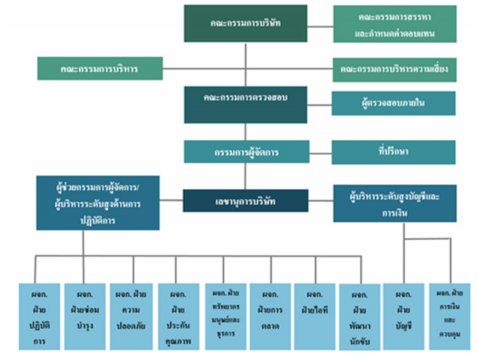 คณะกรรมการบริษัท
คณะกรรมการสรรหา
และกำหนดค่าตอบแทน
คณะกรรมการบริหาร
คณะกรรมการบริหารความเสี่ยง
คณะกรรมการตรวจสอบ
ผู้ตรวจสอบภายใน
กรรมการผู้จัดการ
ที่ปรึกษา
ผู้ช่วยกรรมการผู้จัดการ/
ผู้บริหารระดับสูงด้านการ
ปฏิบัติการ
เลขานุการบริษัท
ผู้บริหารระดับสูงบัญชีและ
การเงิน
ผจก.
ฝ่าย
ปฏิบัติ
การ
ผจก.
ฝ่ายซ่อม
บำรุง
ผจก. ฝ่าย
ความ
ปลอดภัย
ผจก.
ฝ่าย
ประกัน
คุณภาพ
ผจก. ฝ่าย
ทรัพยากร
มนุษย์และ
ธุรการ
ผจก.
ฝ่ายการ
ตลาด
ผจก.
ฝ่ายไอที
ผจก.
ฝ่าย
พัฒนา
นักขับ
ผจก.
ฝ่าย
บัญชี
ผจก. ฝ่าย
การเงิน
และ
ควบคุม